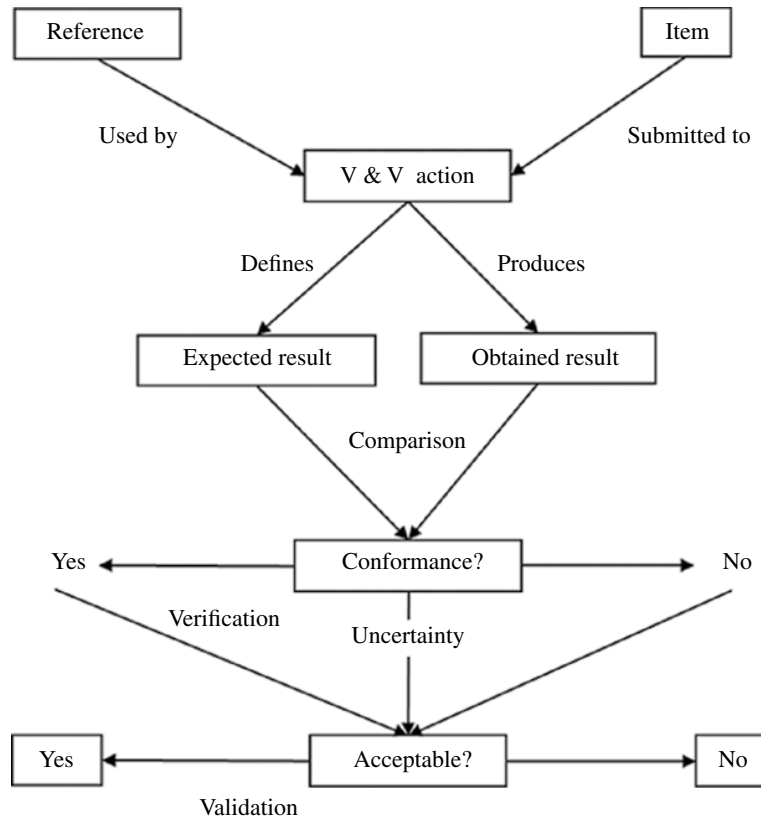 Reference
Item
Used by
Submitted to
V & V action
Defines
Produces
Expected result
Obtained result
Comparison
Yes
Conformance?
No
Verification
Uncertainty
Yes
Acceptable?
No
Validation